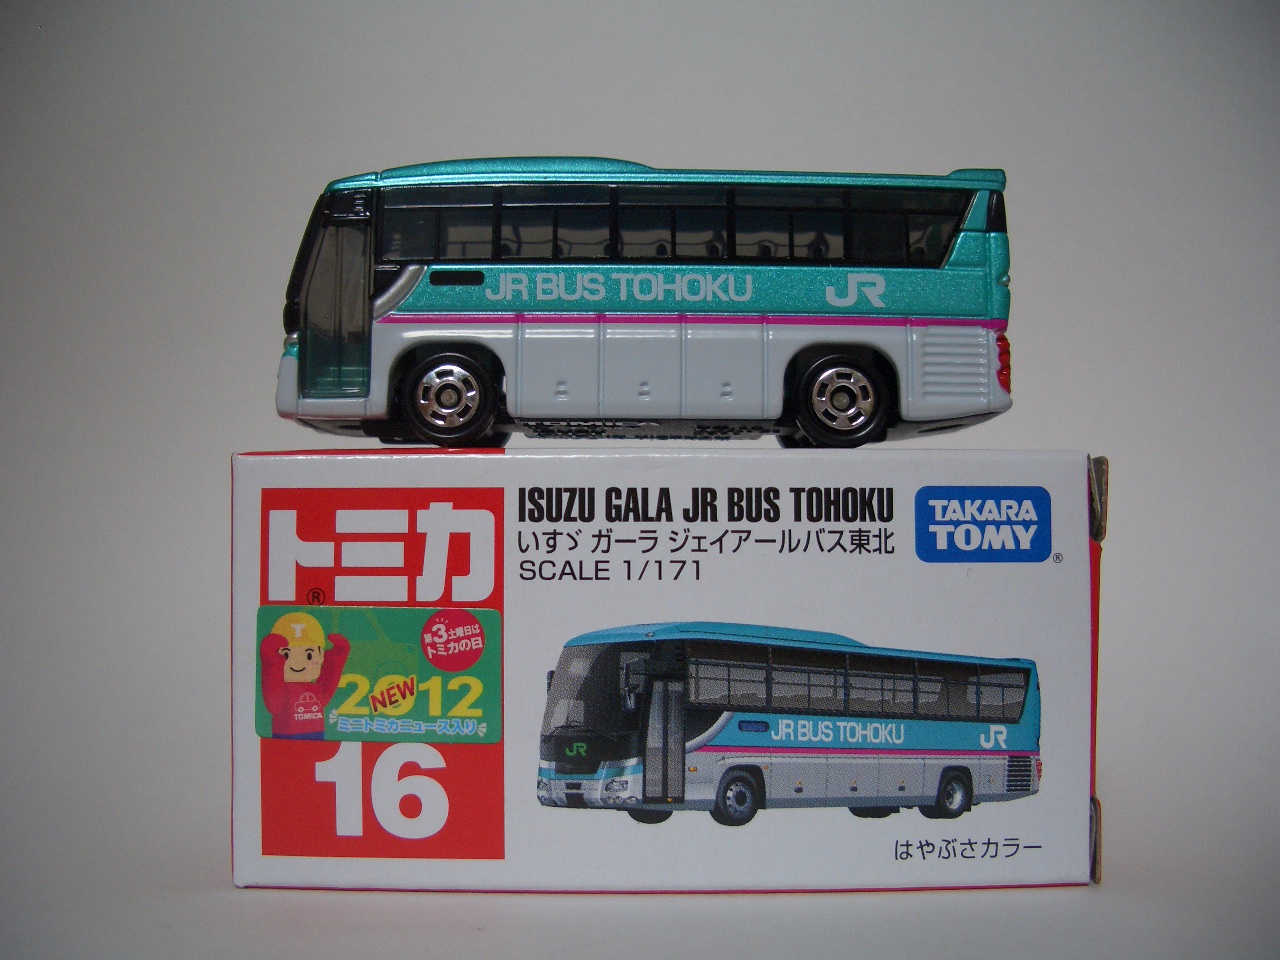 JR BUS TOHOKU JR
トミカ
®
ISUZU GALA JR BUS TOHOKU
いすゞ ガーラ ジェイアールバス東北
SCALE 1/171
TAKARA
TOMY
®
第3土曜日は
トミカの日
T
TOMICA
2012
NEW
ミニトミカニュース入り
16
JR BUS TOHOKU JR
JR
はやぶさカラー